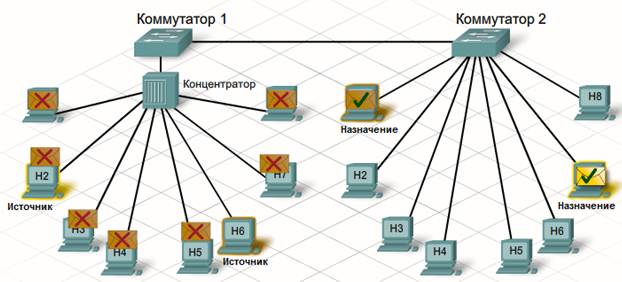 Коммутатор 1
Коммутатор 2
Концентратор
H8
Назначение
H2
H7
H2
Источник
Назначение
H3
H6
H3
H6
H4
H5
Источник
H4
H5